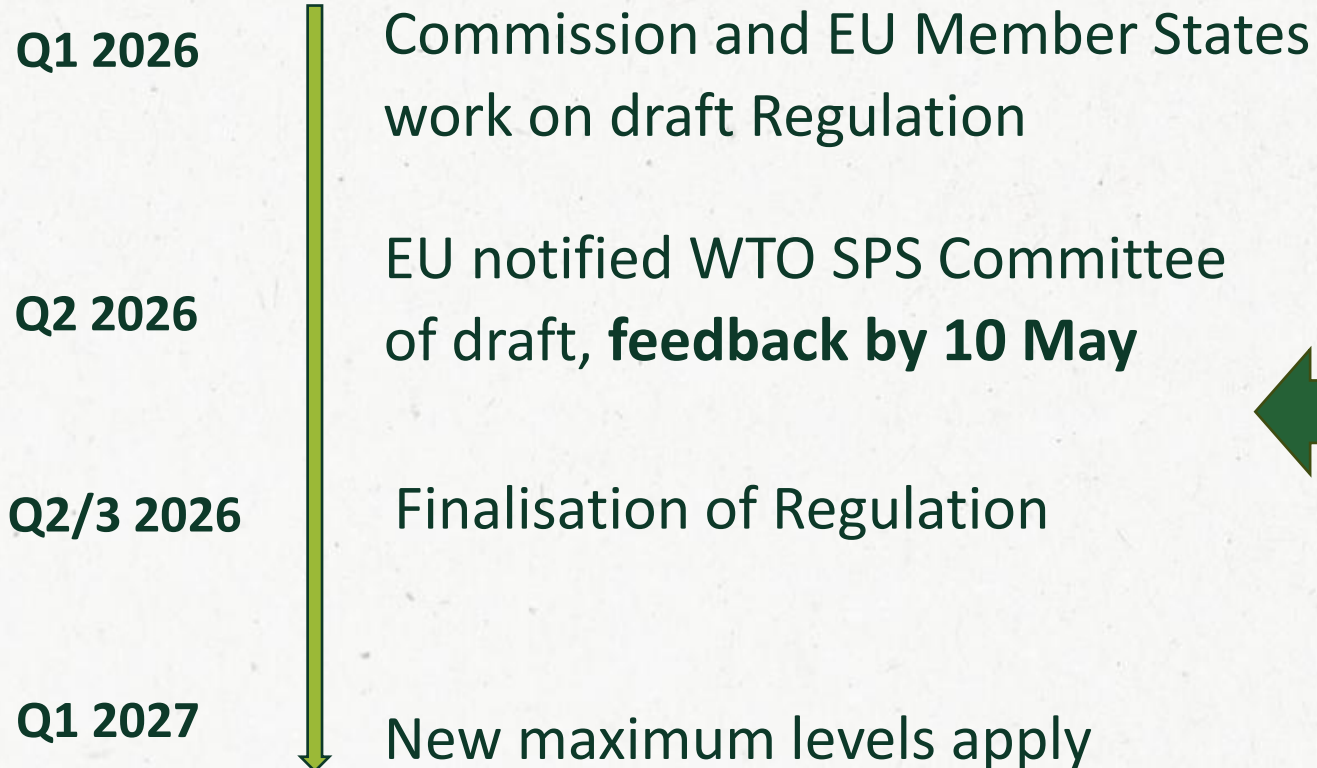 Q1 2026
Commission and EU Member States
work on draft Regulation
Q2 2026
EU notified WTO SPS Committee
of draft, feedback by 10 May
Q2/3 2026
Finalisation of Regulation
Q1 2027
New maximum levels apply